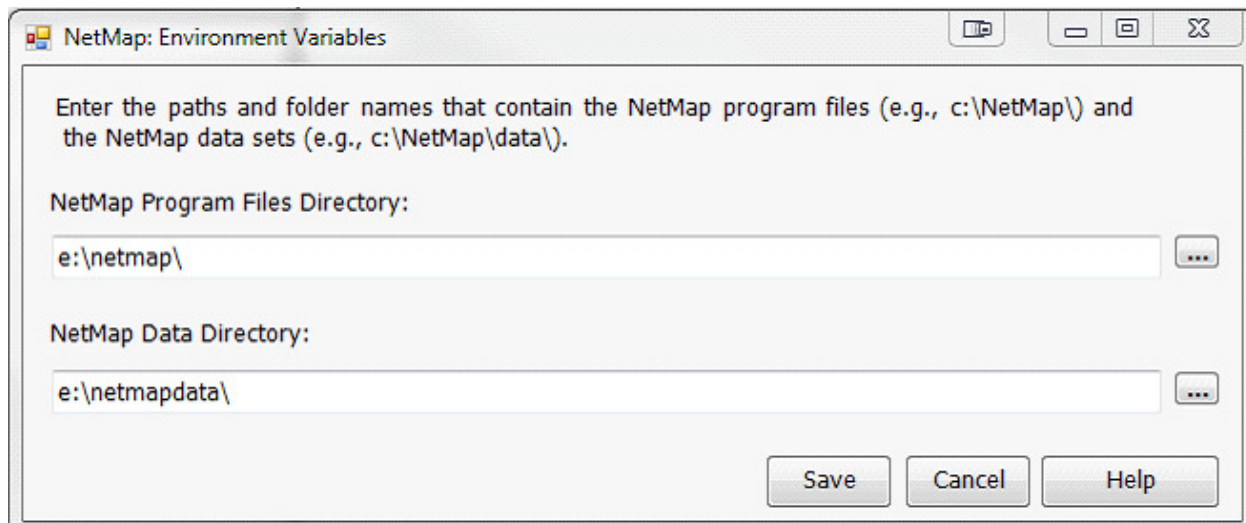 NetMap: Environment Variables
Enter the paths and folder names that contain the NetMap program files (e.g., c:\NetMap\) and
the NetMap data sets (e.g., c:\NetMap\data\).
NetMap Program Files Directory:
e:\netmap\
...
NetMap Data Directory:
e:\netmapdata\
...
Save Cancel Help